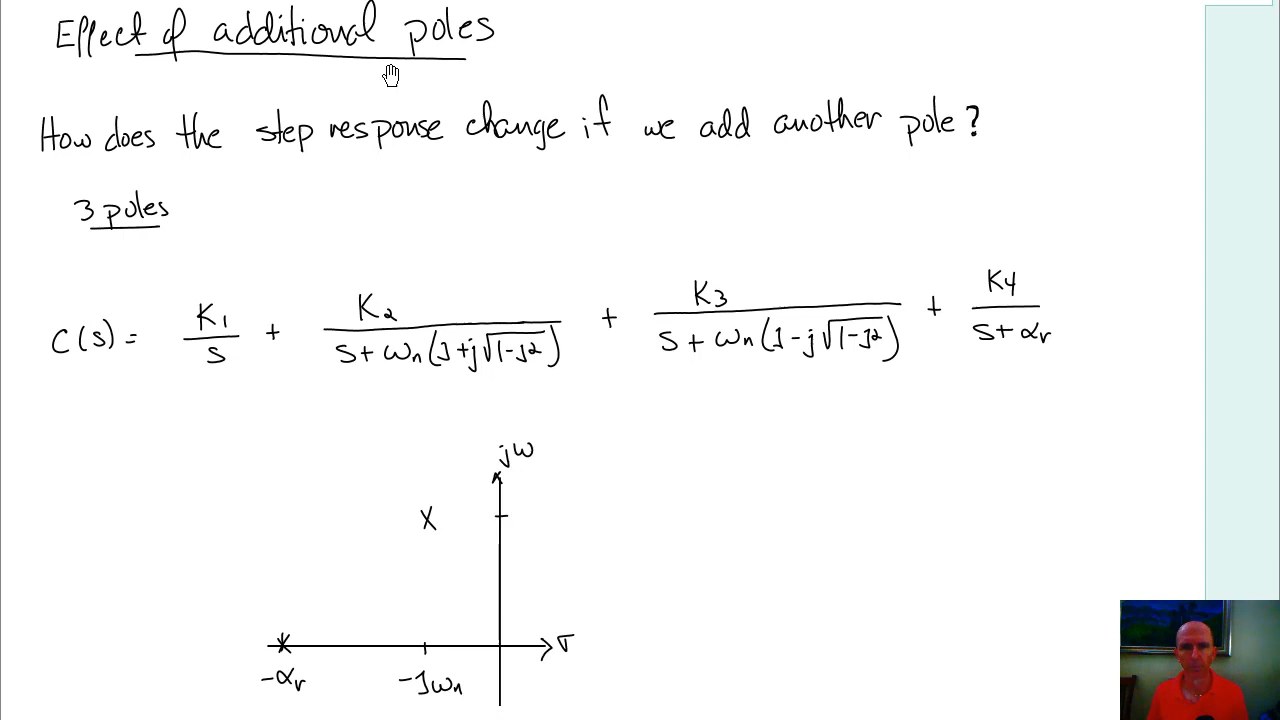 Effect of additional poles
How does the step response change if we add another pole?
3 poles
C(s) = K₁/s + K₂/(s+ωₙ(ζ+j√(1-ζ²))) + K₃/(s+ωₙ(ζ-j√(1-ζ²))) + K₄/(s+αᵣ)
jω
σ
-αᵣ
-ζωₙ